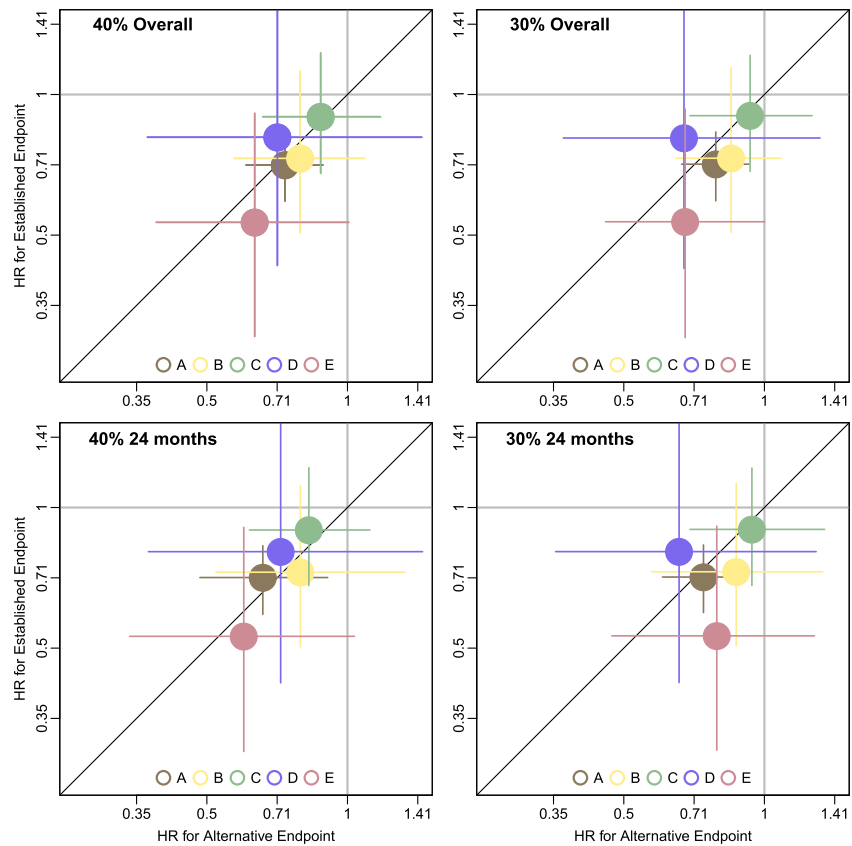 40% Overall
1.41
1
0.71
0.5
0.35
HR for Established Endpoint
A B C D E
0.35 0.5 0.71 1 1.41
30% Overall
1.41
1
0.71
0.5
0.35
A B C D E
0.35 0.5 0.71 1 1.41
40% 24 months
1.41
1
0.71
0.5
0.35
HR for Established Endpoint
A B C D E
0.35 0.5 0.71 1 1.41
HR for Alternative Endpoint
30% 24 months
1.41
1
0.71
0.5
0.35
A B C D E
0.35 0.5 0.71 1 1.41
HR for Alternative Endpoint